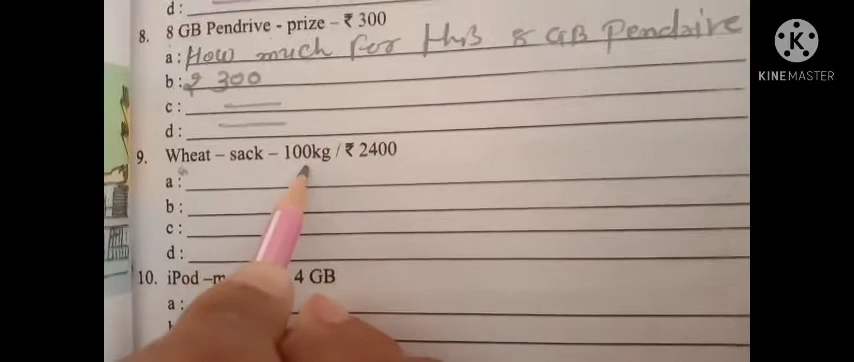 d :
8. 8 GB Pendrive - prize – ₹ 300
a : How much for this 8 GB Pendrive
b : ₹ 300
c :
d :
9. Wheat – sack – 100kg / ₹ 2400
a :
b :
c :
d :
10. iPod –m 4 GB
a :
K
KINEMASTER